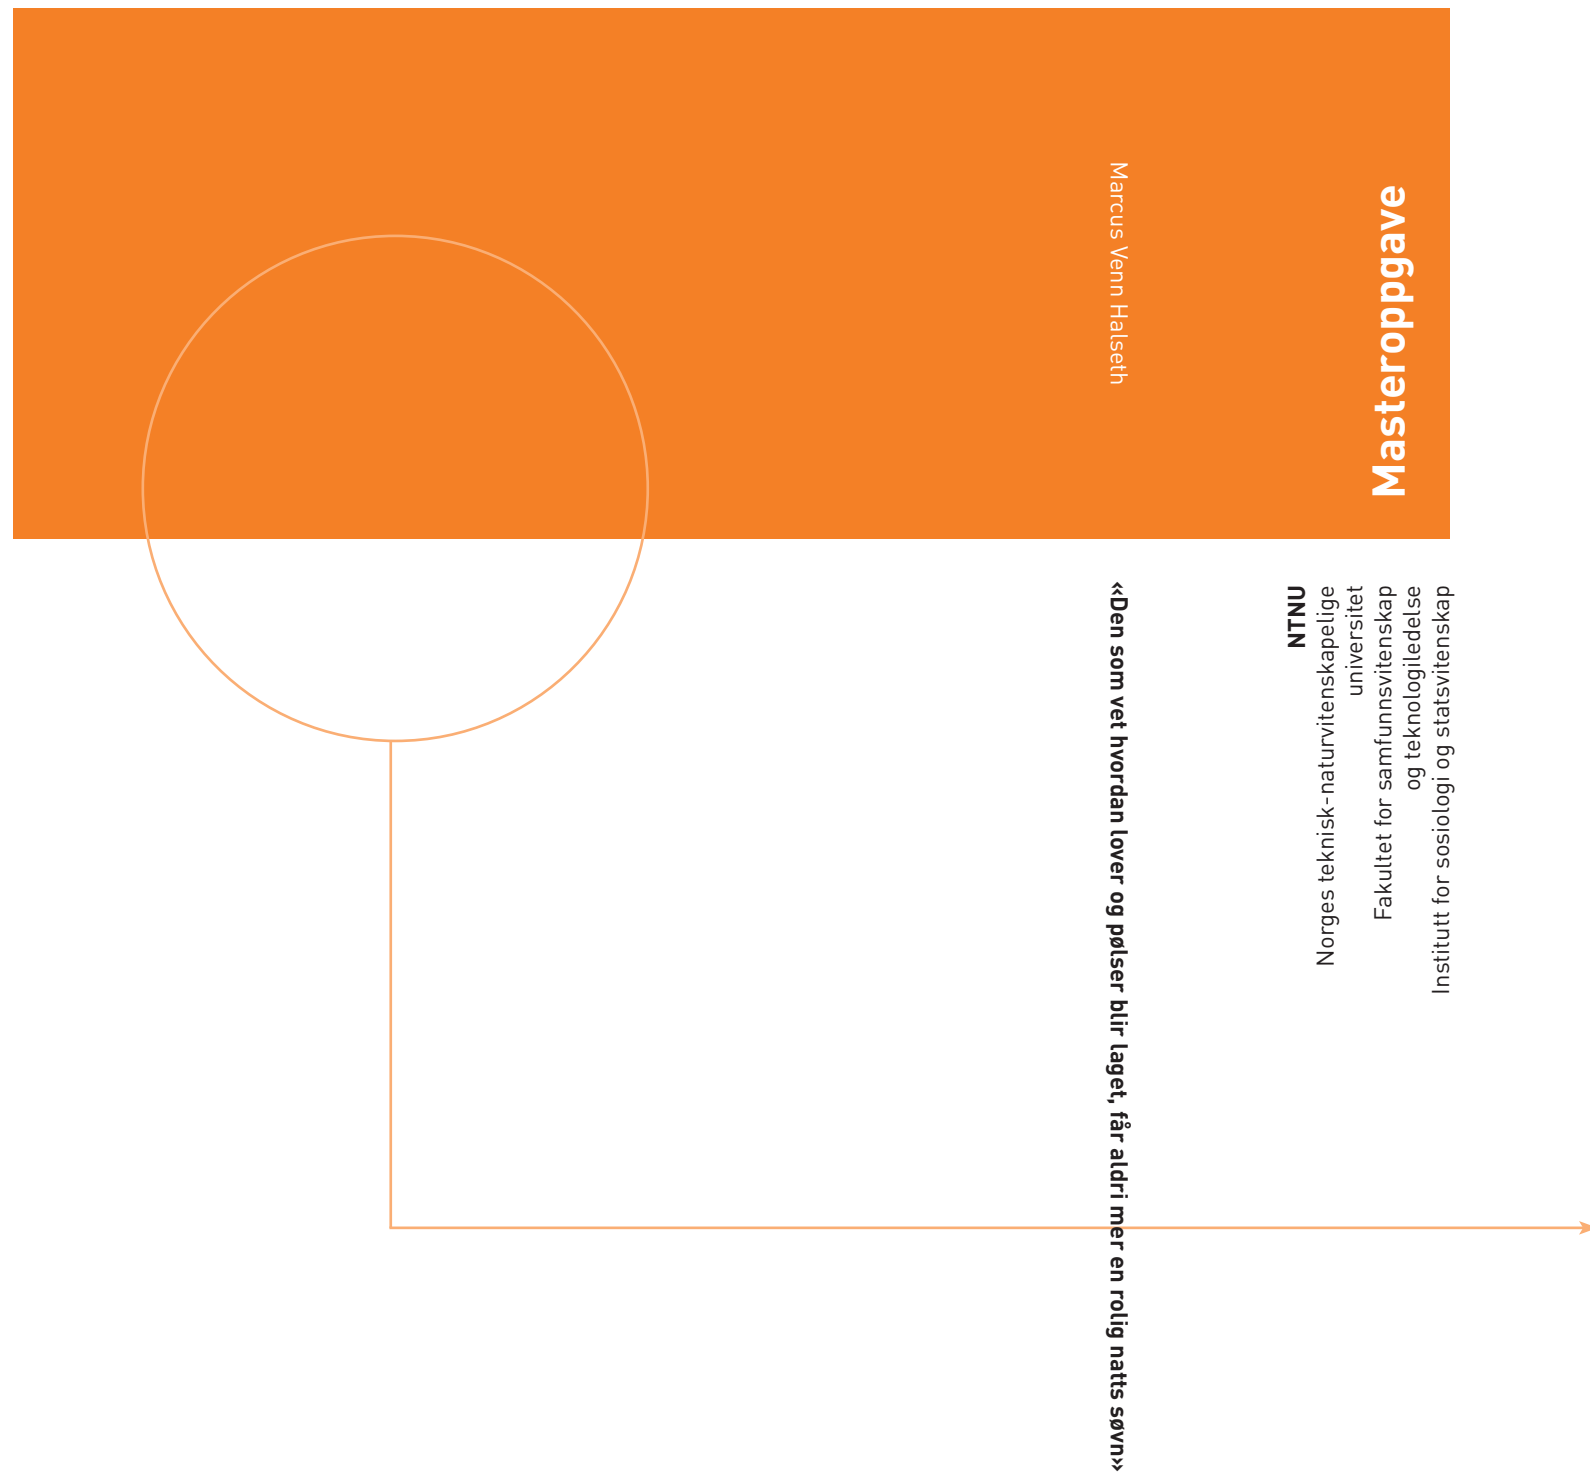 Masteroppgave
NTNU
Norges teknisk-naturvitenskapelige
universitet
Fakultet for samfunnsvitenskap
og teknologiledelse
Institutt for sosiologi og statsvitenskap
Marcus Venn Halseth
«Den som vet hvordan lover og pølser blir laget, får aldri mer en rolig natts søvn»